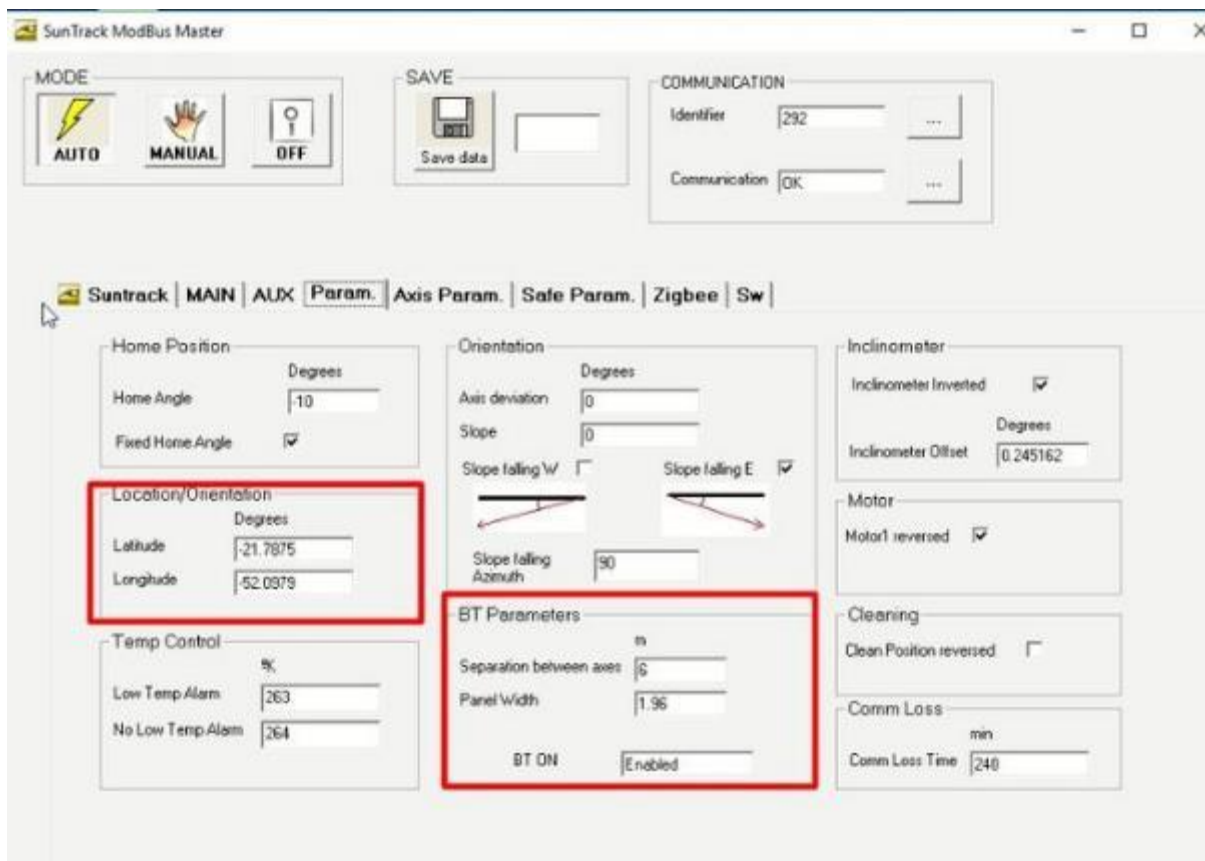 SunTrack ModBus Master
MODE
AUTO
MANUAL
OFF
SAVE
Save data
COMMUNICATION
Identifier 292 ...
Communication OK ...
Suntrack MAIN AUX Param. Axis Param. Safe Param. Zigbee Sw
Home Position
Degrees
Home Angle -10
Fixed Home Angle
Location/Orientation
Degrees
Latitude -21.7875
Longitude -52.0979
Temp Control
ºK
Low Temp Alarm 263
No Low Temp Alarm 264
Orientation
Degrees
Axis deviation 0
Slope 0
Slope falling W
Slope falling E
Slope falling
Azimuth 90
BT Parameters
m
Separation between axes 6
Panel Width 1.96
BT ON Enabled
Inclinometer
Inclinometer Inverted
Degrees
Inclinometer Offset 0.245162
Motor
Motor1 reversed
Cleaning
Clean Position reversed
Comm Loss
min
Comm Loss Time 240